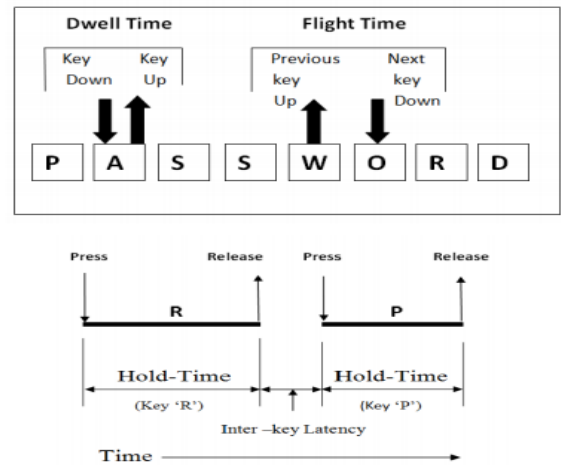 Dwell Time Flight Time
Key Key Previous Next
Down Up key key
Up Down
P A S S W O R D
Press Release Press Release
R P
Hold-Time Hold-Time
(Key ‘R’) (Key ‘P’)
Inter –key Latency
Time